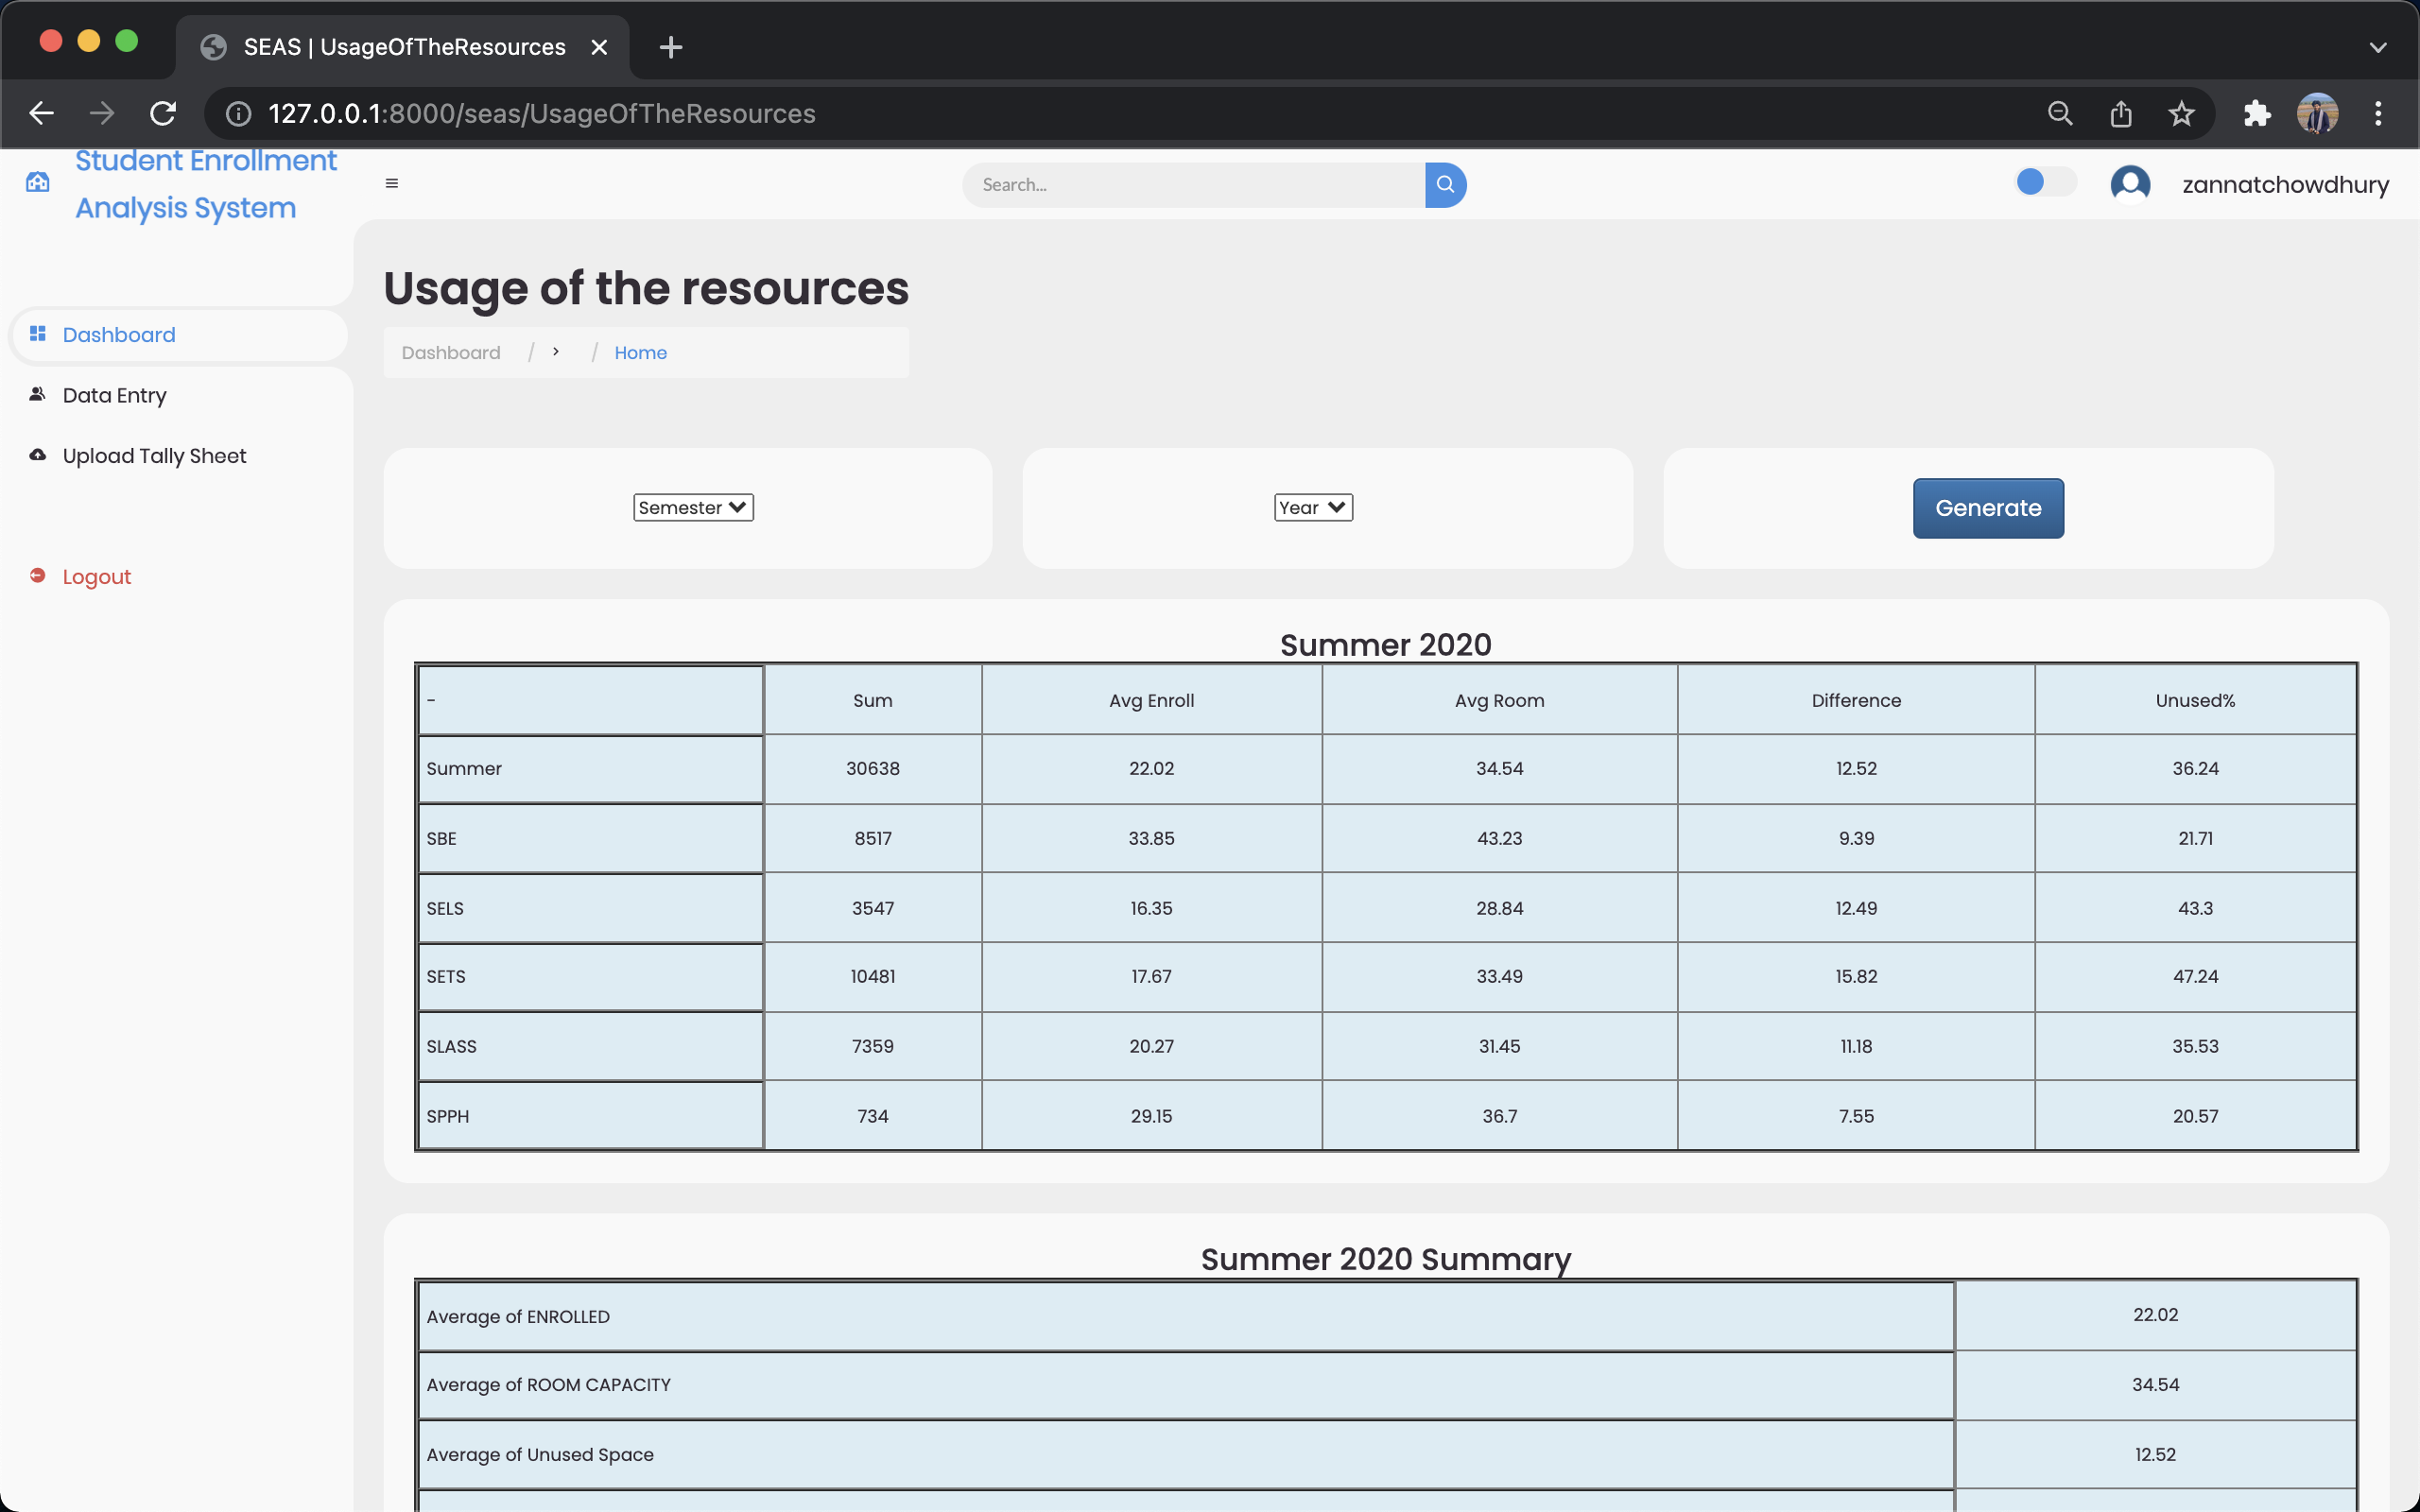 SEAS | UsageOfTheResources
127.0.0.1:8000/seas/UsageOfTheResources
Student Enrollment
Analysis System
Search...
zannatchowdhury
Dashboard
Data Entry
Upload Tally Sheet
Logout
Usage of the resources
Dashboard / > / Home
Semester
Year
Generate
Summer 2020
- Sum Avg Enroll Avg Room Difference Unused%
Summer 30638 22.02 34.54 12.52 36.24
SBE 8517 33.85 43.23 9.39 21.71
SELS 3547 16.35 28.84 12.49 43.3
SETS 10481 17.67 33.49 15.82 47.24
SLASS 7359 20.27 31.45 11.18 35.53
SPPH 734 29.15 36.7 7.55 20.57
Summer 2020 Summary
Average of ENROLLED 22.02
Average of ROOM CAPACITY 34.54
Average of Unused Space 12.52